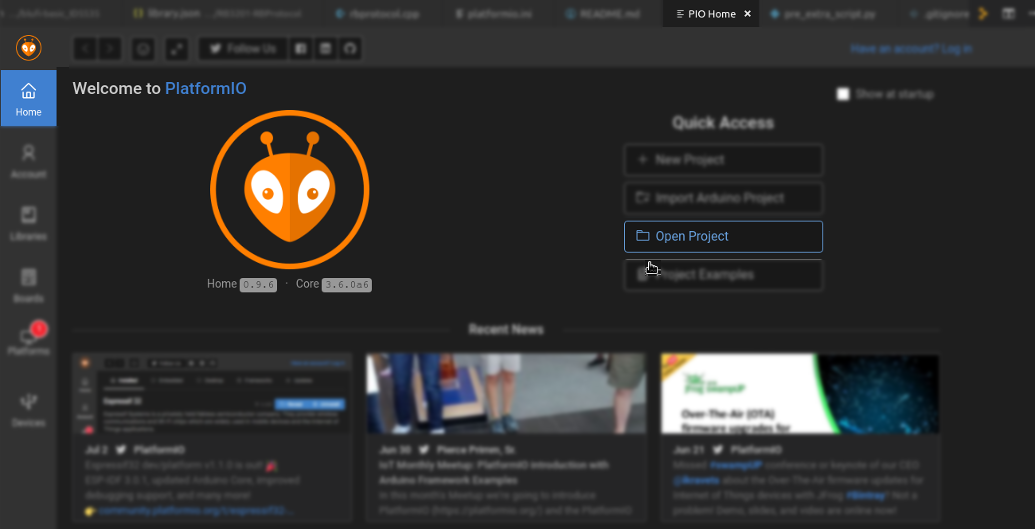 library.json
rbprotocol.cpp
platformio.ini
README.md
PIO Home ×
pre_extra_script.py
.gitignore
Follow Us
Have an account? Log in
Home
Account
Libraries
Boards
Platforms
Devices
Welcome to PlatformIO
Show at startup
Home 0.9.6 · Core 3.6.0a6
Quick Access
New Project
Import Arduino Project
Open Project
Project Examples
Recent News
Espressif 32
Jul 2 PlatformIO
Espressif32 dev/platform v1.1.0 is out!
ESP-IDF 3.0.1, updated Arduino Core, improved
debugging support, and many more!
Jun 30 Pierce Primm, Sr.
IoT Monthly Meetup: PlatformIO Introduction with
Arduino Framework Examples
In this month's Meetup we're going to introduce
PlatformIO (https://platformio.org/) and the PlatformIO
Over-The-Air (OTA)
firmware upgrades for
Jun 21 PlatformIO
Missed #swampUP conference or keynote of our CEO
@ikravets about the Over-The-Air firmware upgrades for
Internet of Things devices with JFrog #Bintray? Not a
problem! Demo, slides, and video are online now!